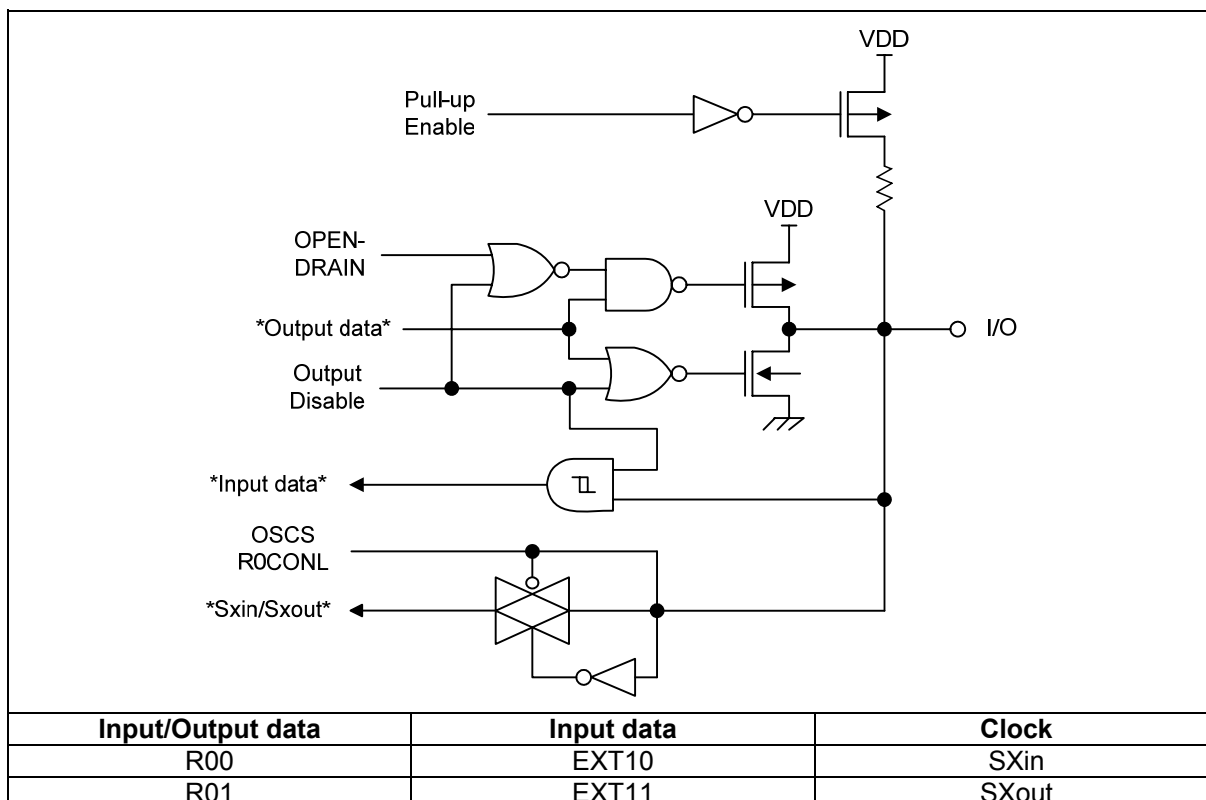 VDD
Pull-up
Enable
VDD
OPEN-
DRAIN
*Output data*
I/O
Output
Disable
*Input data*
OSCS
R0CONL
*Sxin/Sxout*
Input/Output data Input data Clock
R00 EXT10 SXin
R01 EXT11 SXout